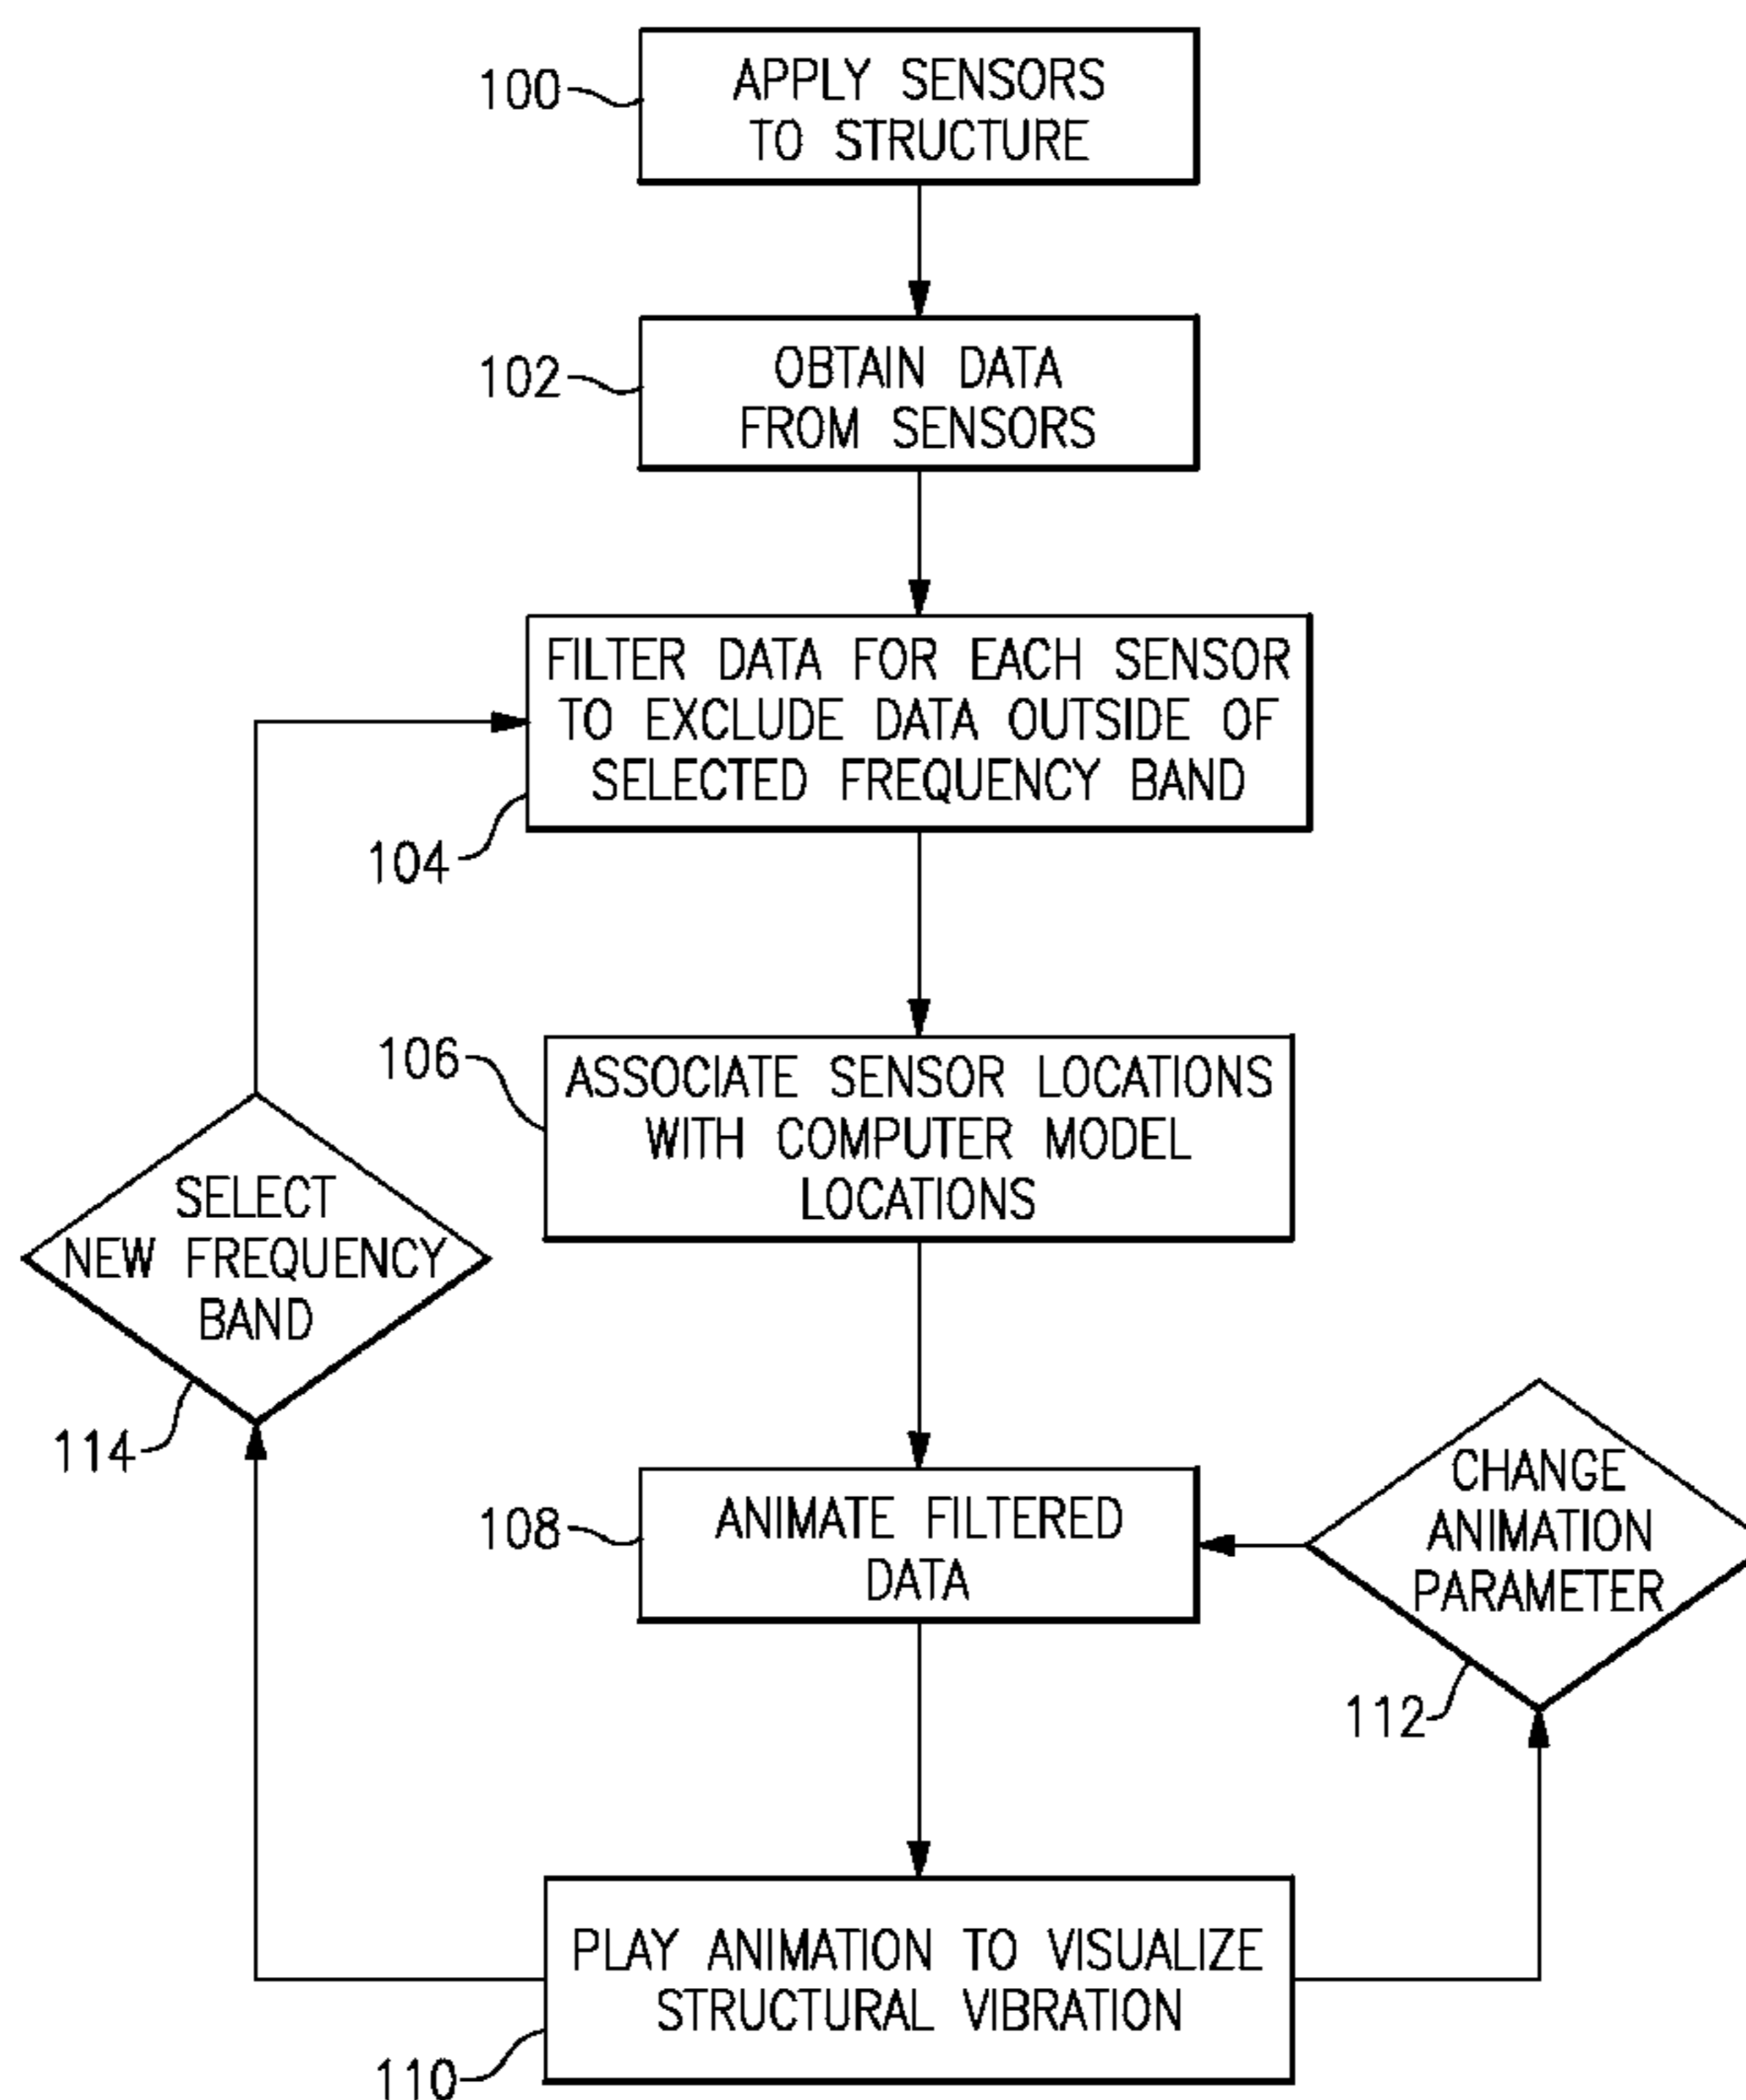 100
APPLY SENSORS
TO STRUCTURE
102
OBTAIN DATA
FROM SENSORS
FILTER DATA FOR EACH SENSOR
TO EXCLUDE DATA OUTSIDE OF
SELECTED FREQUENCY BAND
104
106
ASSOCIATE SENSOR LOCATIONS
WITH COMPUTER MODEL
LOCATIONS
SELECT
NEW FREQUENCY
BAND
114
108
ANIMATE FILTERED
DATA
CHANGE
ANIMATION
PARAMETER
112
PLAY ANIMATION TO VISUALIZE
STRUCTURAL VIBRATION
110